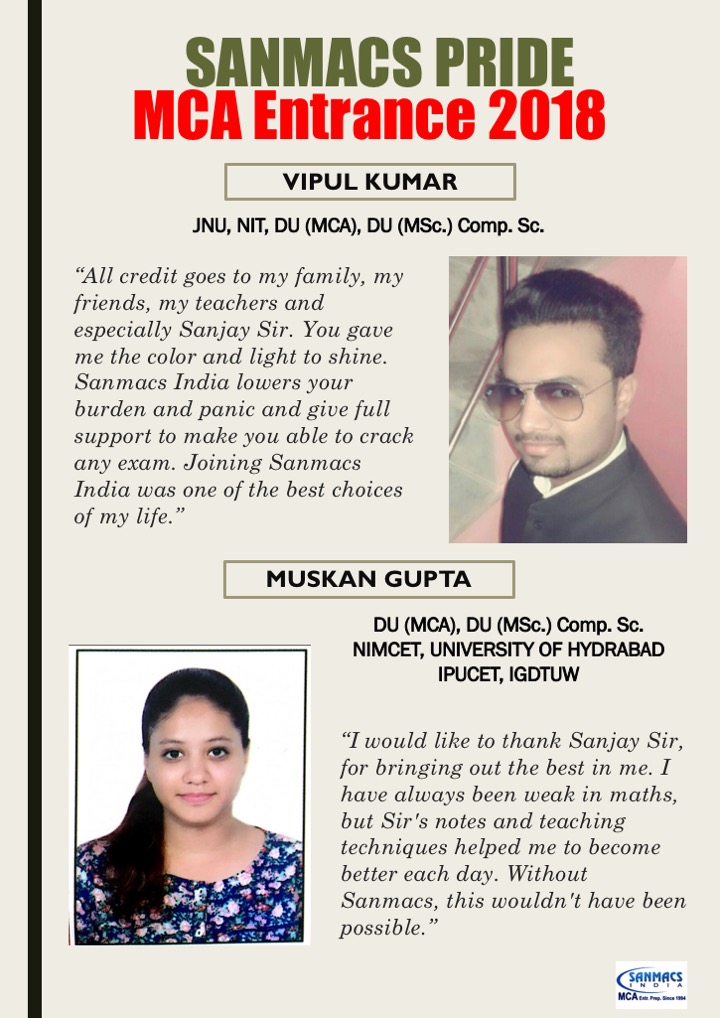 SANMACS PRIDE
MCA Entrance 2018
VIPUL KUMAR
JNU, NIT, DU (MCA), DU (MSc.) Comp. Sc.
“All credit goes to my family, my
friends, my teachers and
especially Sanjay Sir. You gave
me the color and light to shine.
Sanmacs India lowers your
burden and panic and give full
support to make you able to crack
any exam. Joining Sanmacs
India was one of the best choices
of my life.”
MUSKAN GUPTA
DU (MCA), DU (MSc.) Comp. Sc.
NIMCET, UNIVERSITY OF HYDRABAD
IPUCET, IGDTUW
“I would like to thank Sanjay Sir,
for bringing out the best in me. I
have always been weak in maths,
but Sir's notes and teaching
techniques helped me to become
better each day. Without
Sanmacs, this wouldn't have been
possible.”
SANMACS
INDIA
MCA Entr. Prep. Since 1994